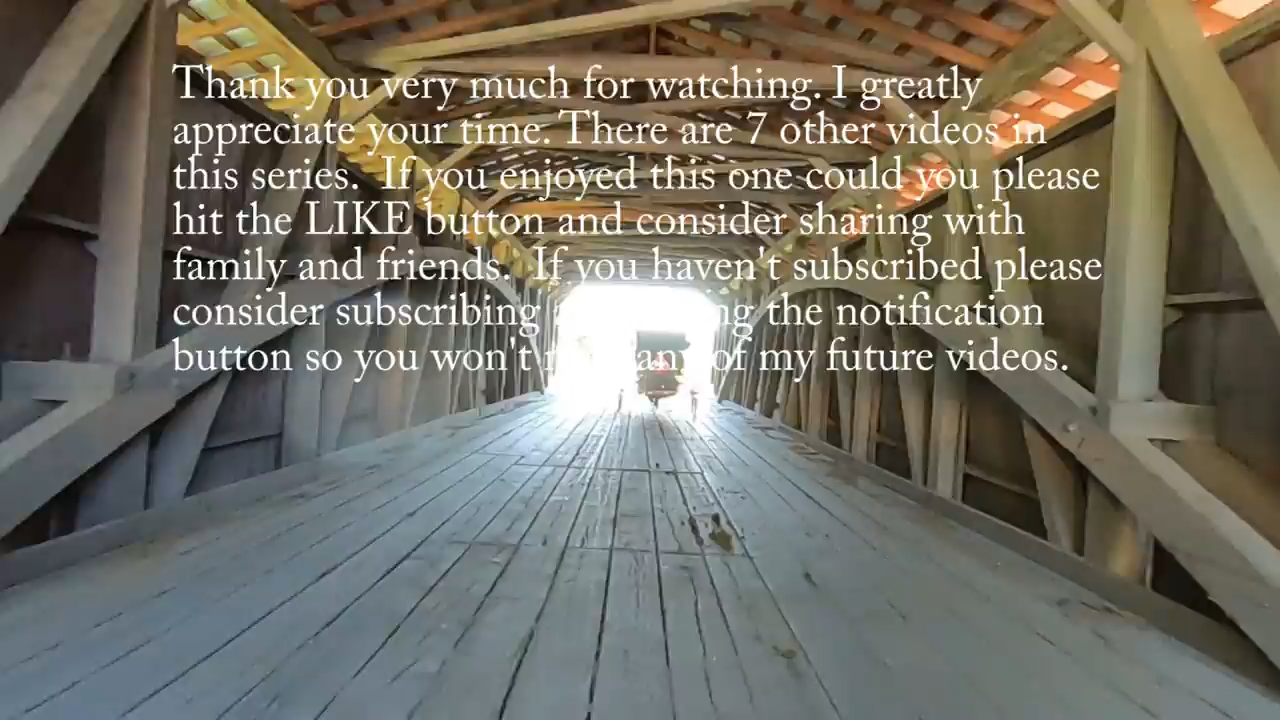 Thank you very much for watching. I greatly
appreciate your time. There are 7 other videos in
this series.  If you enjoyed this one could you please
hit the LIKE button and consider sharing with
family and friends.  If you haven't subscribed please
consider subscribing the notification
button so you won't of my future videos.